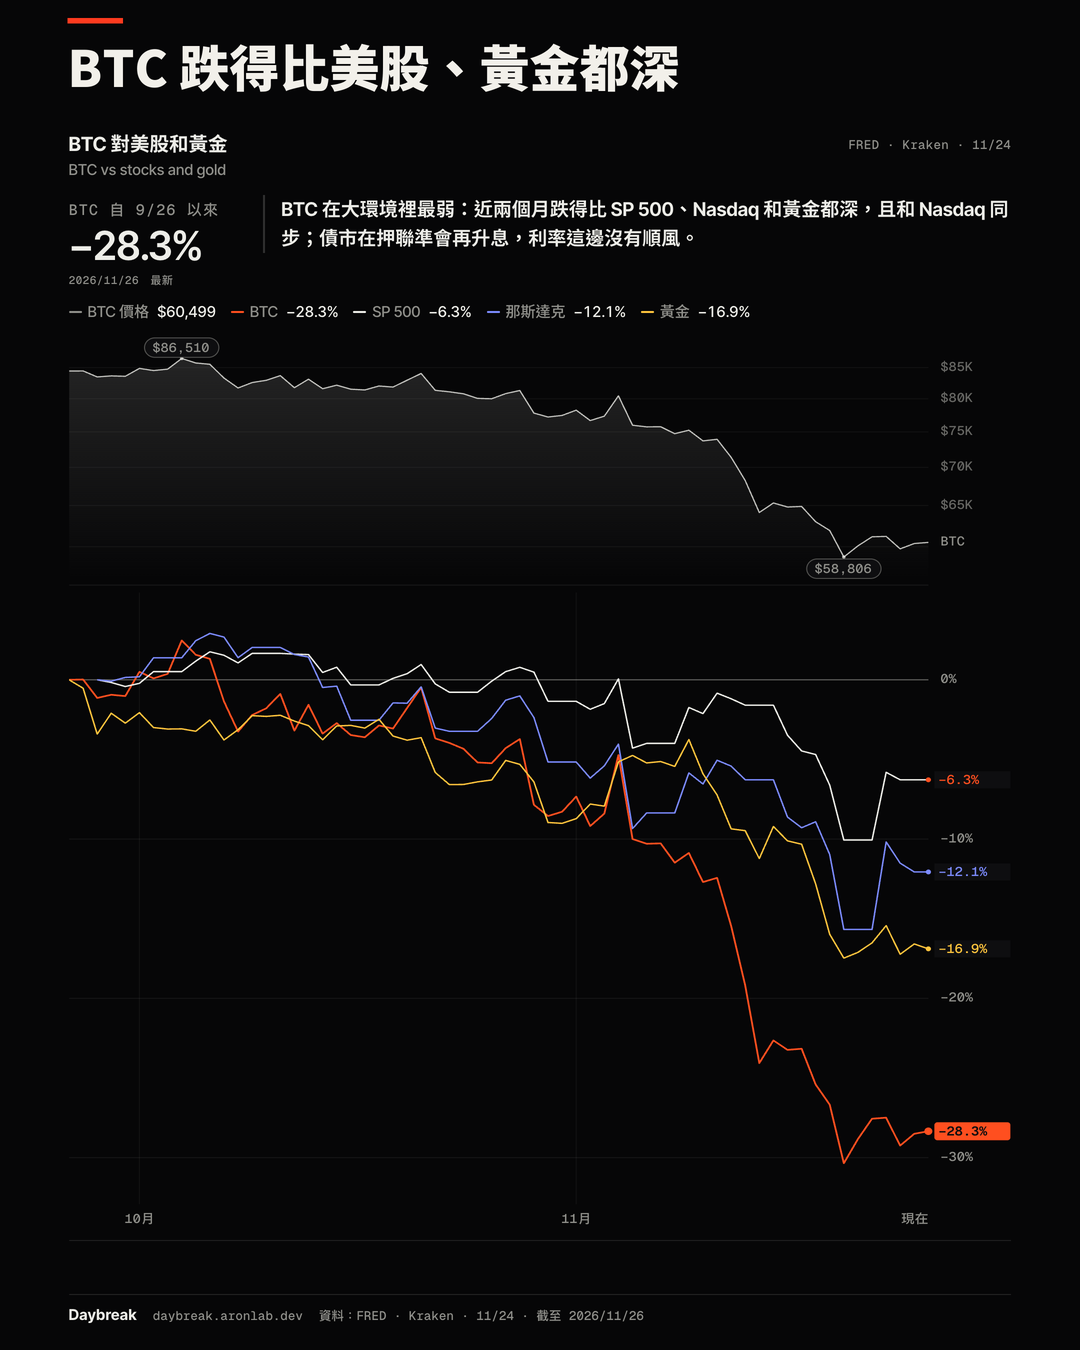 BTC 跌得比美股、黃金都深
BTC 對美股和黃金
FRED · Kraken · 11/24
BTC vs stocks and gold
BTC 自 9/26 以來
−28.3%
2026/11/26 最新
BTC 在大環境裡最弱：近兩個月跌得比 SP 500、Nasdaq 和黃金都深，且和 Nasdaq 同
步；債市在押聯準會再升息，利率這邊沒有順風。
BTC 價格 $60,499 BTC −28.3% SP 500 −6.3% 那斯達克 −12.1% 黃金 −16.9%
$86,510
$85K
$80K
$75K
$70K
$65K
BTC
$58,806
0%
−6.3%
−10%
−12.1%
−16.9%
−20%
−28.3%
−30%
10月 11月 現在
Daybreak daybreak.aronlab.dev 資料：FRED · Kraken · 11/24 · 截至 2026/11/26